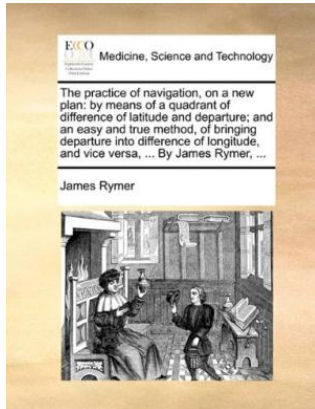 ECCO
Medicine, Science and Technology
The practice of navigation, on a new
plan: by means of a quadrant of
difference of latitude and departure; and
an easy and true method, of bringing
departure into difference of longitude,
and vice versa, ... By James Rymer, ...
James Rymer